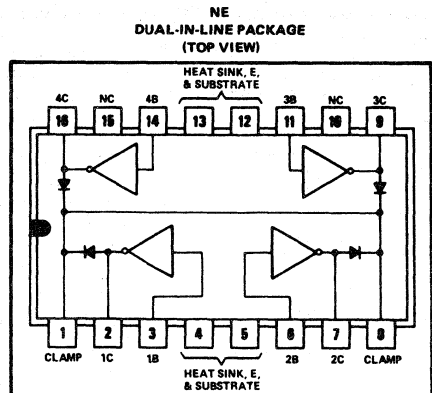 NE
DUAL-IN-LINE PACKAGE
(TOP VIEW)
HEAT SINK, E,
& SUBSTRATE
4C NC 4B 3B NC 3C
16 15 14 13 12 11 10 9
1 2 3 4 5 6 7 8
CLAMP 1C 1B 2B 2C CLAMP
HEAT SINK, E,
& SUBSTRATE